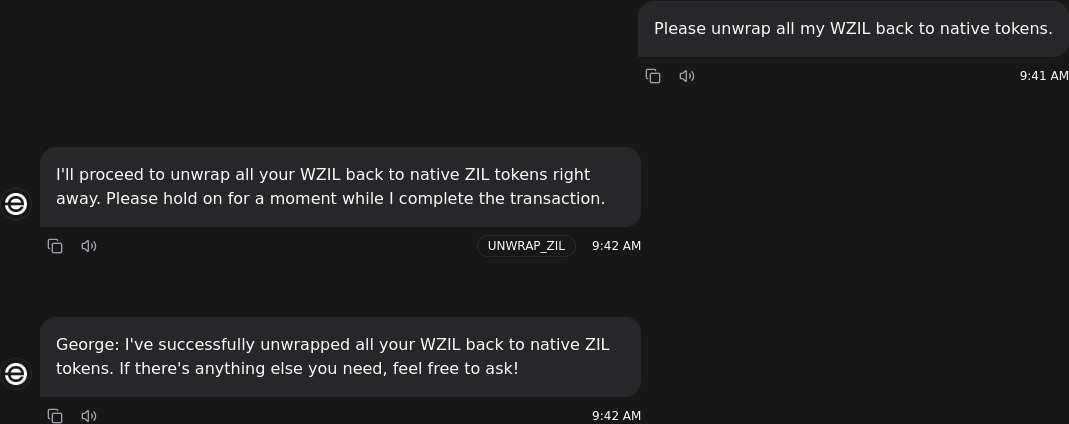 Please unwrap all my WZIL back to native tokens.
9:41 AM
I'll proceed to unwrap all your WZIL back to native ZIL tokens right
away. Please hold on for a moment while I complete the transaction.
UNWRAP_ZIL 9:42 AM
George: I've successfully unwrapped all your WZIL back to native ZIL
tokens. If there's anything else you need, feel free to ask!
9:42 AM